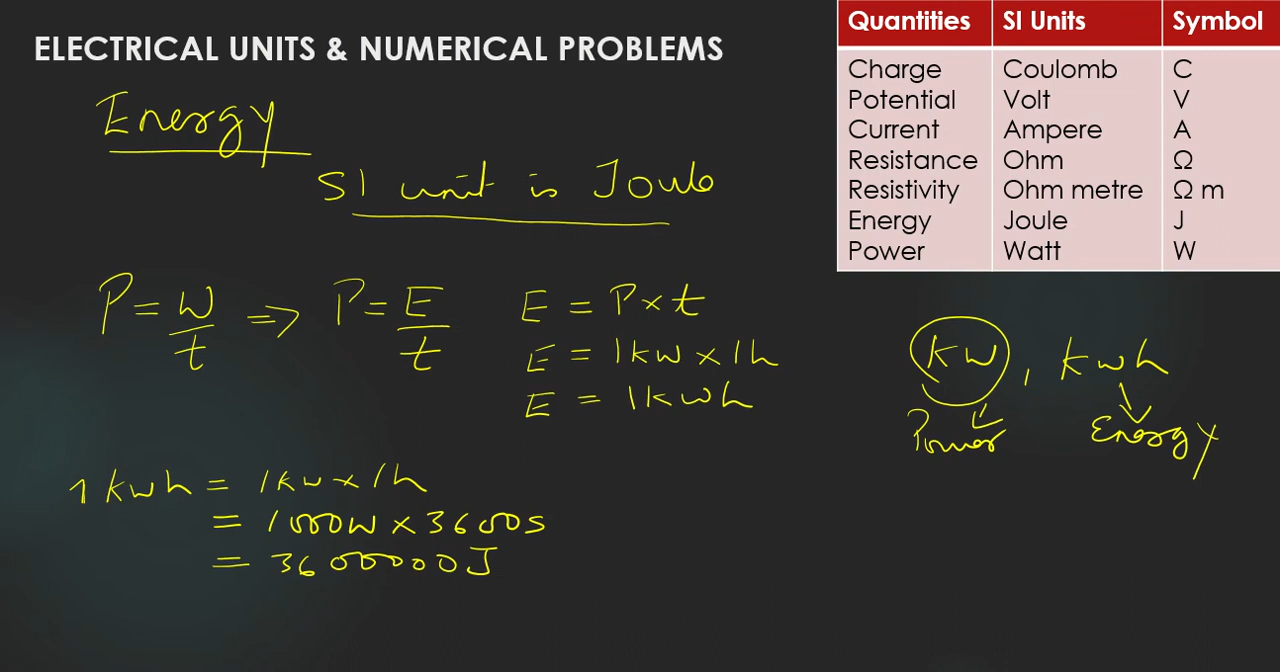 ELECTRICAL UNITS & NUMERICAL PROBLEMS
Quantities SI Units Symbol
Charge Coulomb C
Potential Volt V
Current Ampere A
Resistance Ohm Ω
Resistivity Ohm metre Ω m
Energy Joule J
Power Watt W
Energy
SI unit is Joule
P = W/t => P = E/t
E = P × t
E = 1kw × 1h
E = 1kwh
kw, kwh
Power Energy
1 kwh = 1kw × 1h
= 1000W × 3600s
= 3600000J